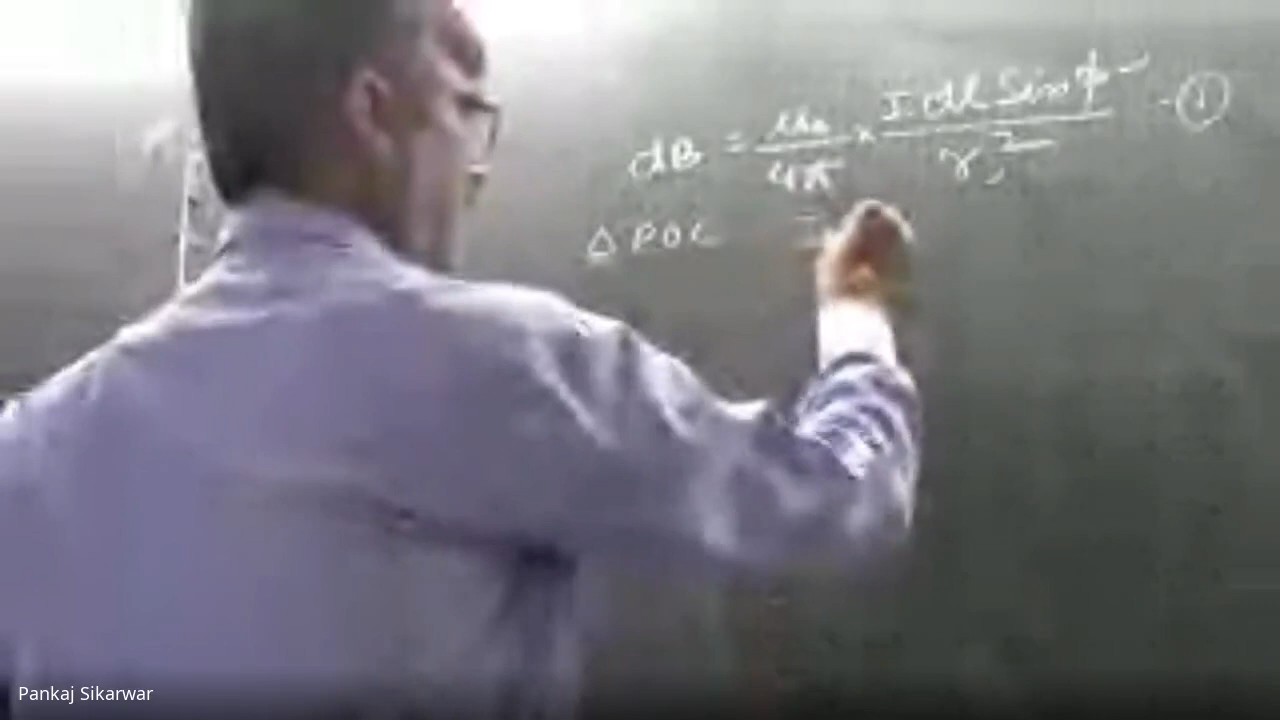 dB = μ₀/4π × I.dl Sinφ/r² - ①
△ POC =
Pankaj Sikarwar